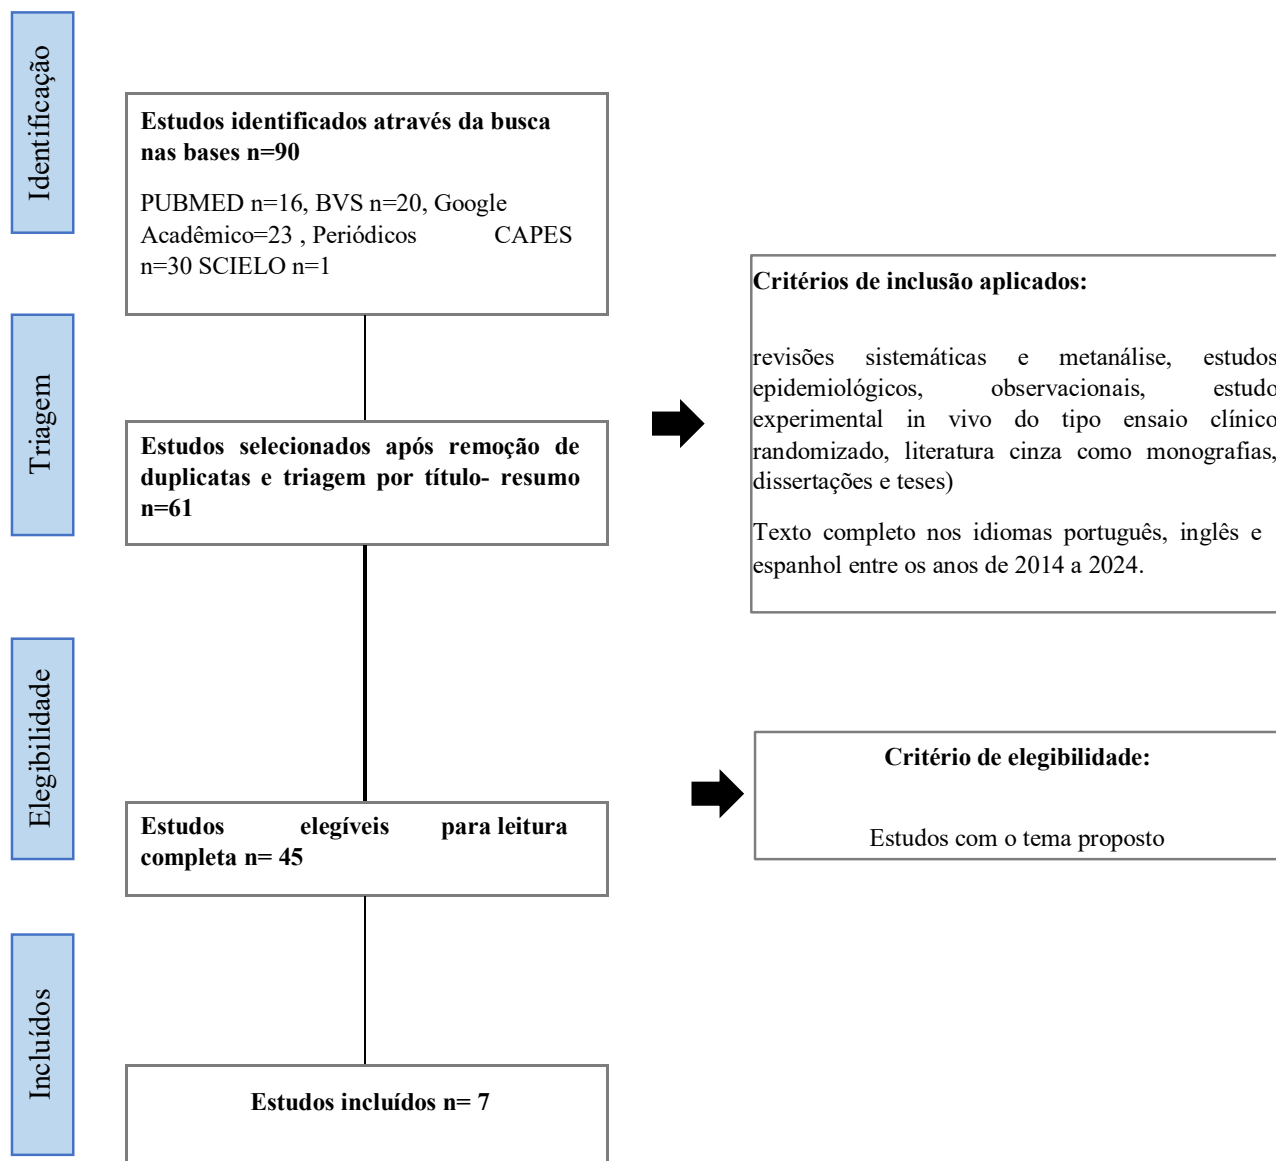 Identificação
Estudos identificados através da busca
nas bases n=90
PUBMED n=16, BVS n=20, Google
Acadêmico=23 , Periódicos CAPES
n=30 SCIELO n=1
Triagem
Estudos selecionados após remoção de
duplicatas e triagem por título- resumo
n=61
Critérios de inclusão aplicados:
revisões sistemáticas e metanálise, estudos
epidemiológicos, observacionais, estudo
experimental in vivo do tipo ensaio clínico
randomizado, literatura cinza como monografias,
dissertações e teses)
Texto completo nos idiomas português, inglês e
espanhol entre os anos de 2014 a 2024.
Elegibilidade
Estudos elegíveis para leitura
completa n= 45
Critério de elegibilidade:
Estudos com o tema proposto
Incluídos
Estudos incluídos n= 7